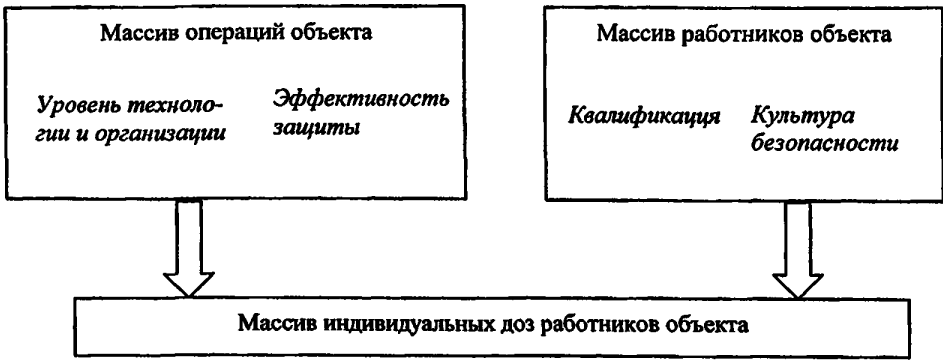 Массив операций объекта
Уровень техноло-
гии и организации
Эффективность
защиты
Массив работников объекта
Квалификация
Культура
безопасности
Массив индивидуальных доз работников объекта